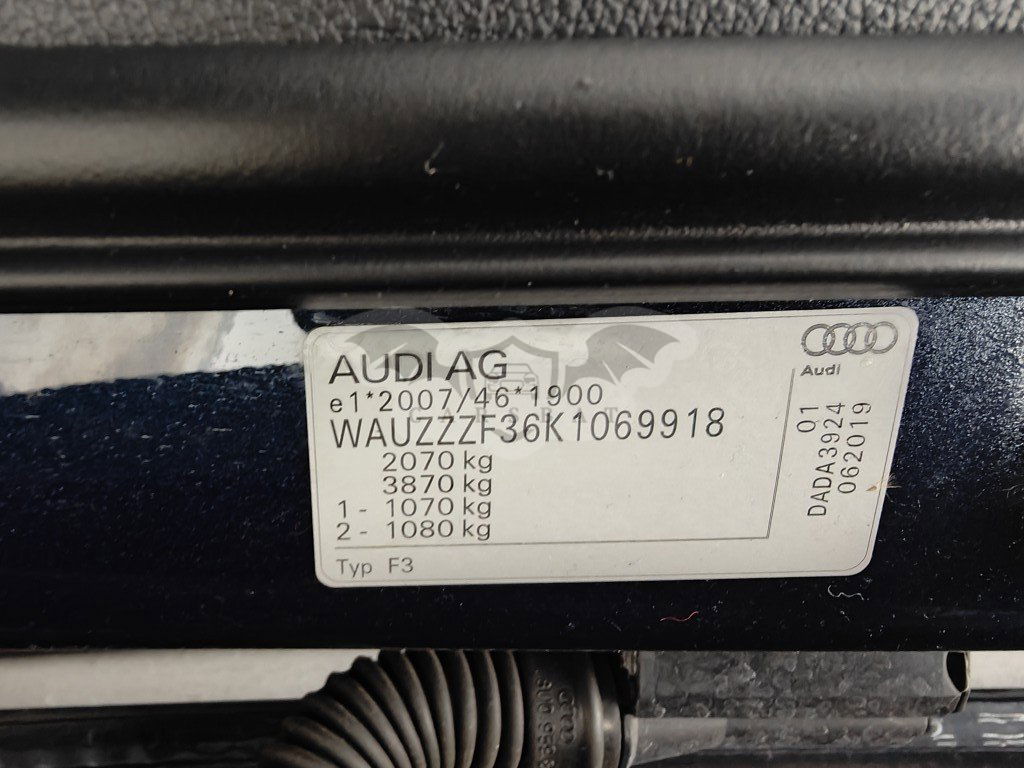 AUDI AG
e1*2007/46*1900
WAUZZZF36K1069918
2070 kg
3870 kg
1 - 1070 kg
2 - 1080 kg
Typ F3
Audi
01
DADA3924
062019